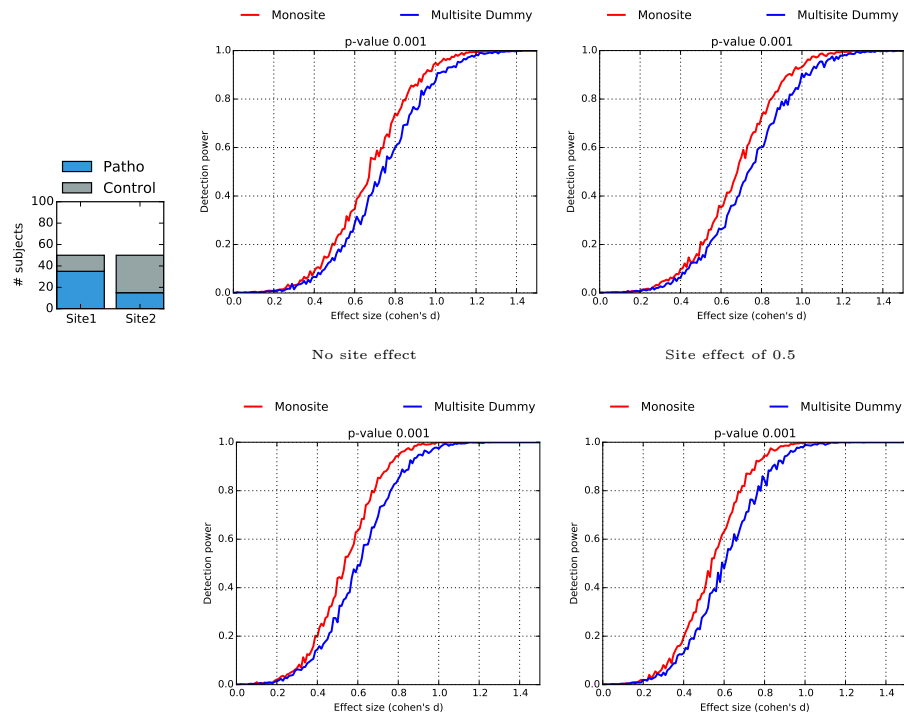 Monosite Multisite Dummy
p-value 0.001
1.0
0.8
0.6
0.4
0.2
0.0
Detection power
0.0 0.2 0.4 0.6 0.8 1.0 1.2 1.4
Effect size (cohen's d)
No site effect
Monosite Multisite Dummy
p-value 0.001
1.0
0.8
0.6
0.4
0.2
0.0
Detection power
0.0 0.2 0.4 0.6 0.8 1.0 1.2 1.4
Effect size (cohen's d)
Site effect of 0.5
Patho
Control
100
80
60
40
20
0
# subjects
Site1 Site2
Monosite Multisite Dummy
p-value 0.001
1.0
0.8
0.6
0.4
0.2
0.0
Detection power
0.0 0.2 0.4 0.6 0.8 1.0 1.2 1.4
Effect size (cohen's d)
Monosite Multisite Dummy
p-value 0.001
1.0
0.8
0.6
0.4
0.2
0.0
Detection power
0.0 0.2 0.4 0.6 0.8 1.0 1.2 1.4
Effect size (cohen's d)